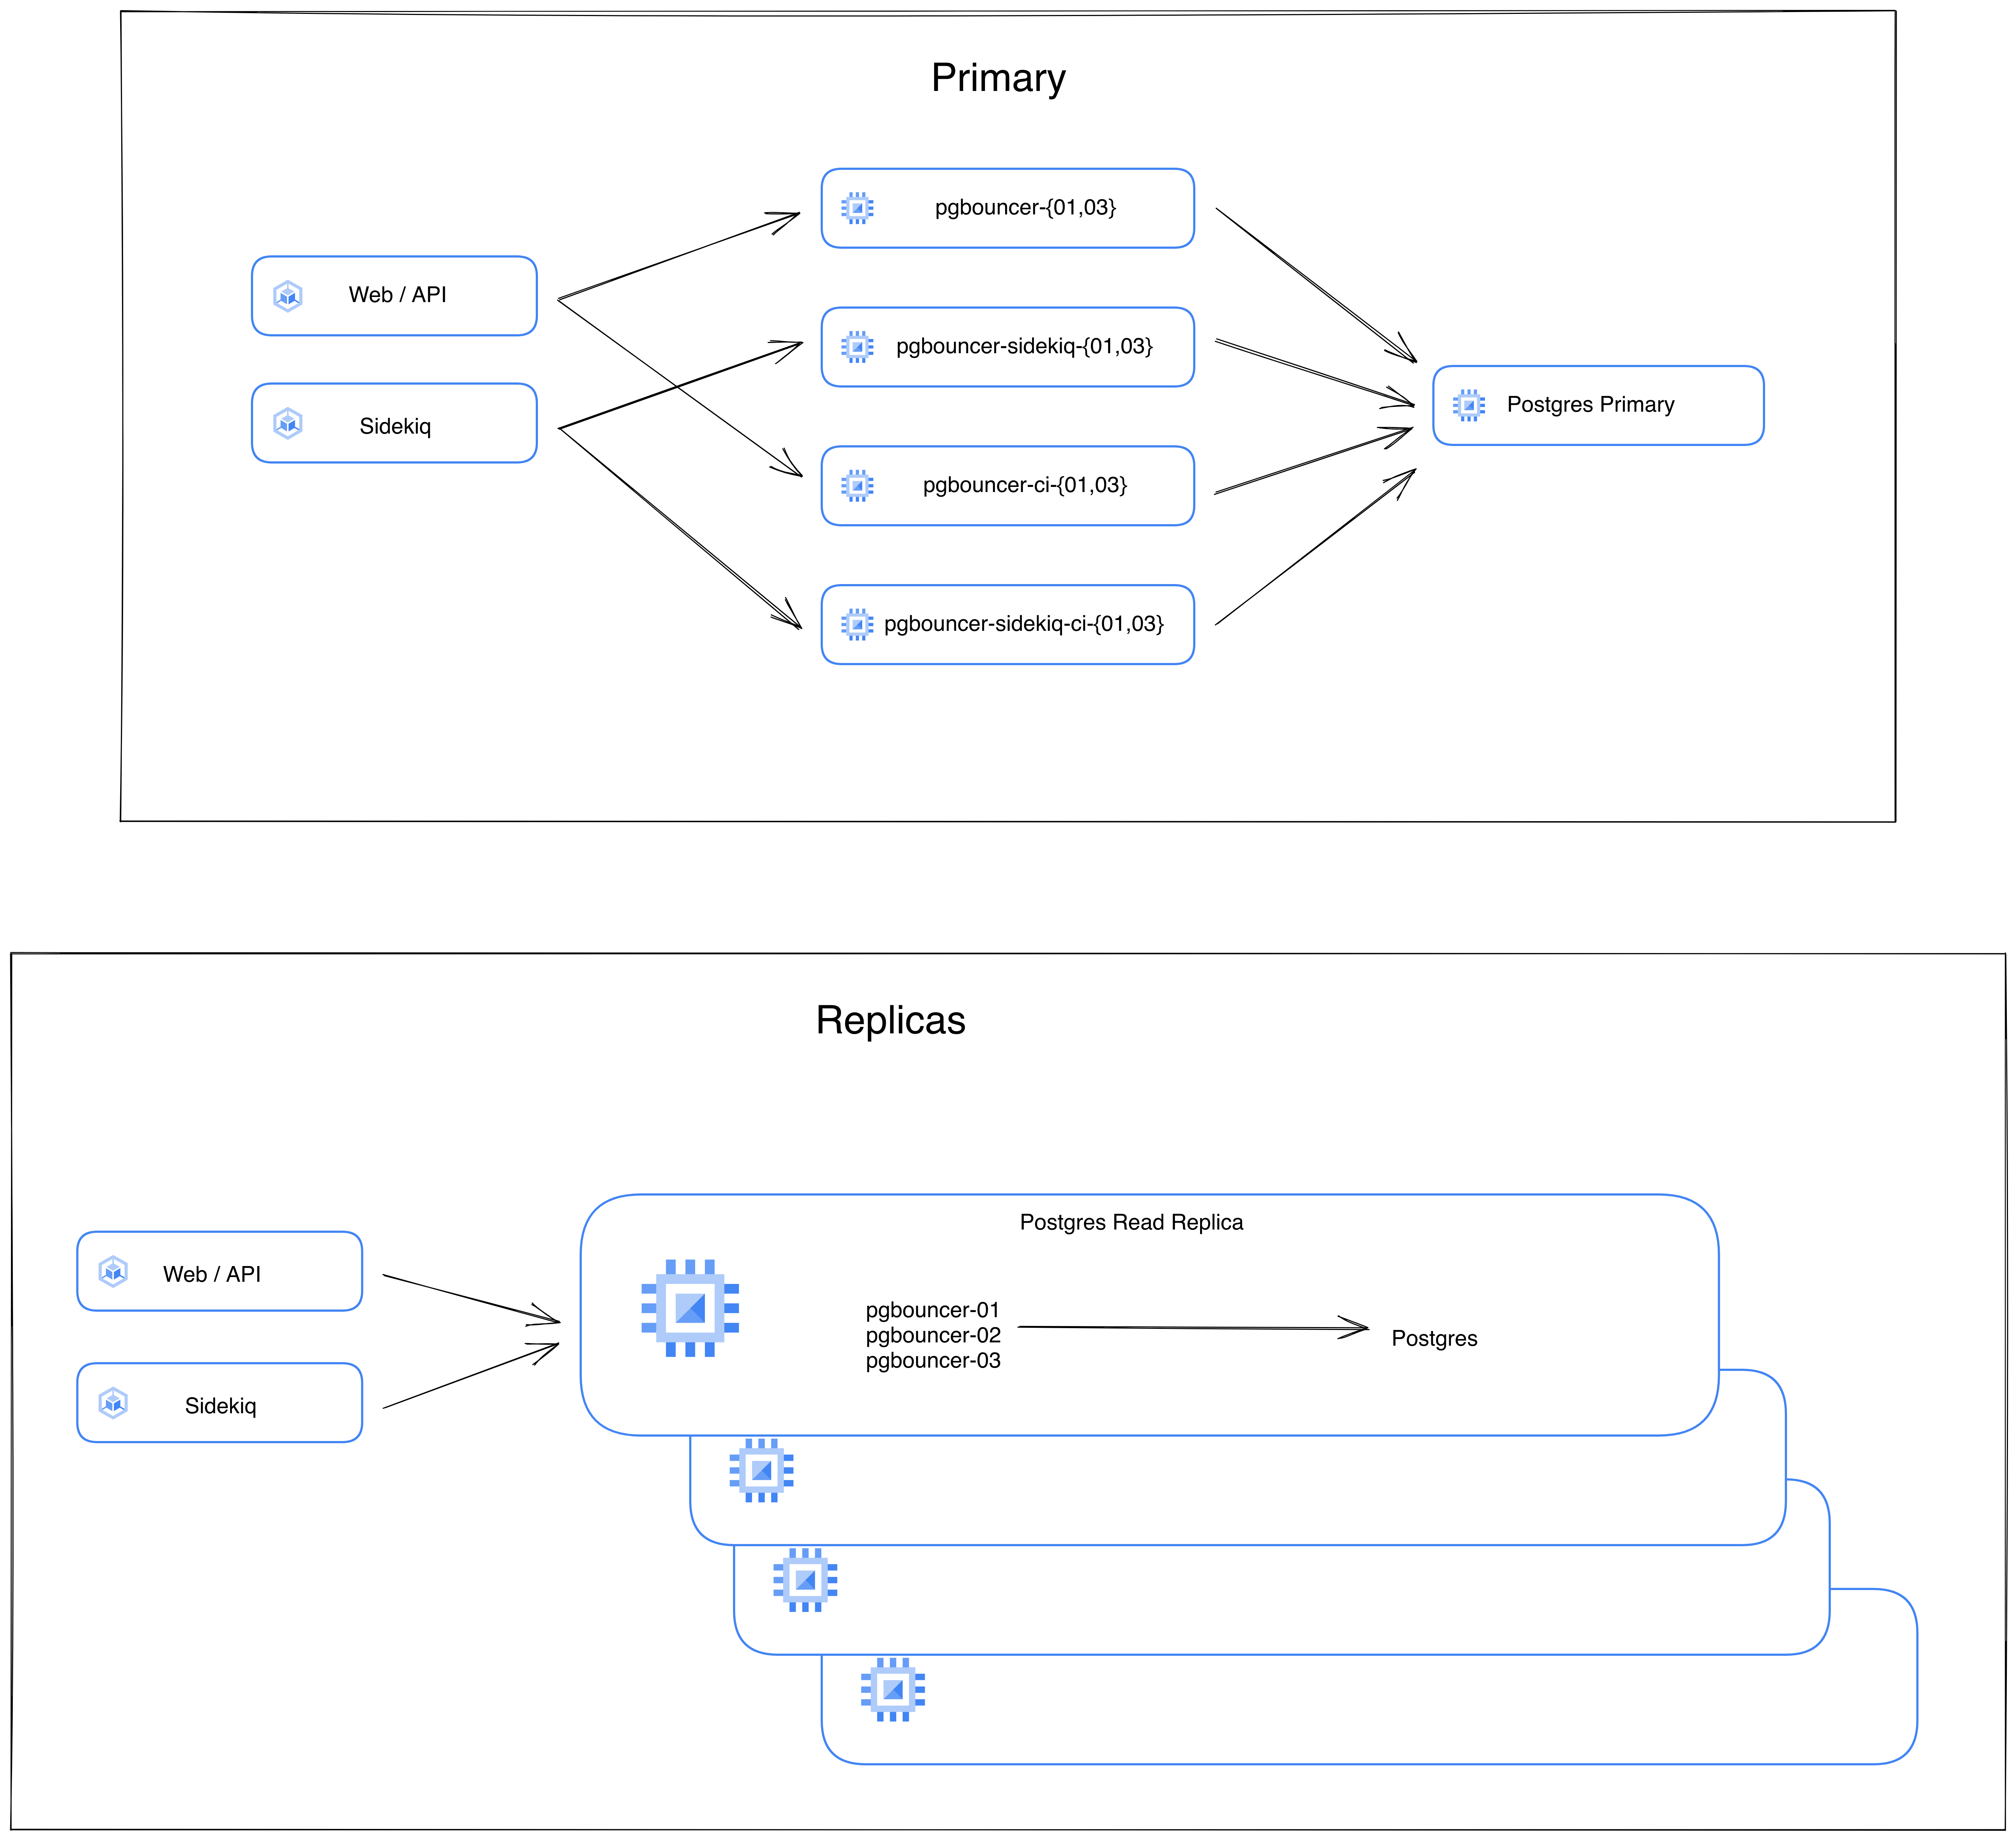 Primary
pgbouncer-{01,03}
Web / API
pgbouncer-sidekiq-{01,03}
Sidekiq
Postgres Primary
pgbouncer-ci-{01,03}
pgbouncer-sidekiq-ci-{01,03}
Replicas
Postgres Read Replica
Web / API
pgbouncer-01
pgbouncer-02
pgbouncer-03
Postgres
Sidekiq